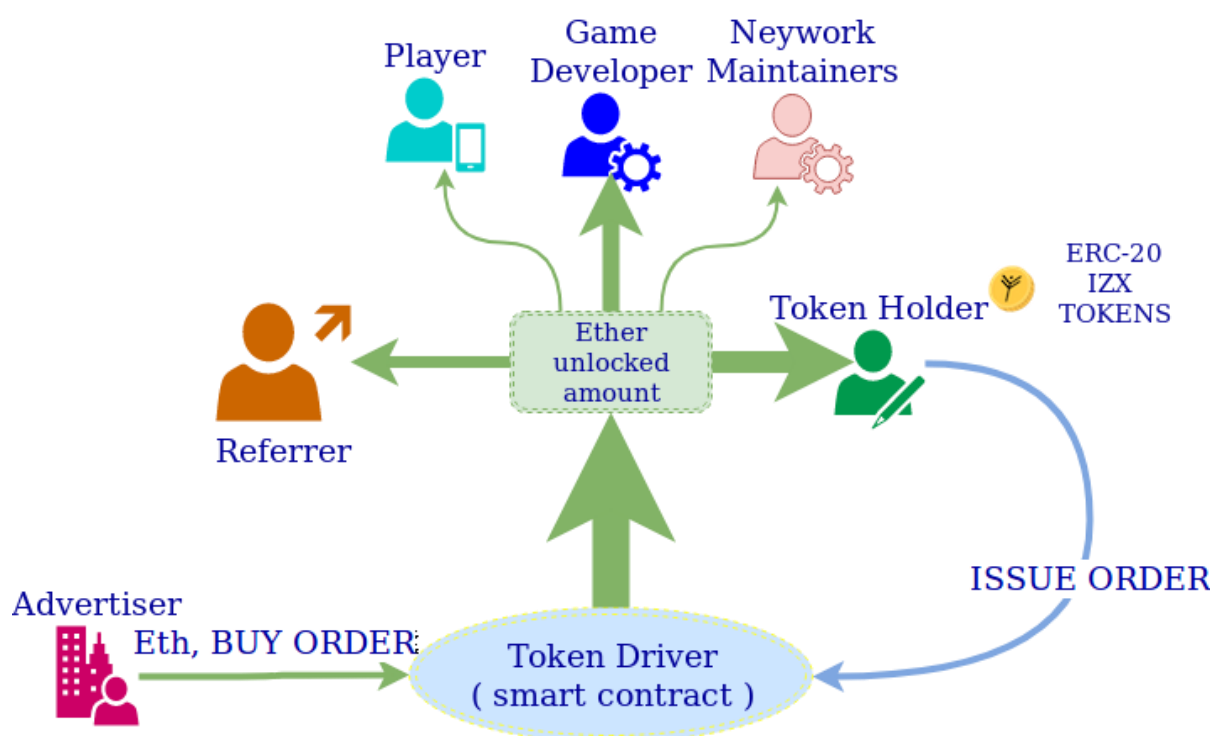 Player
Game
Developer
Neywork
Maintainers
ERC-20
IZX
TOKENS
Token Holder
Ether
unlocked
amount
Referrer
ISSUE ORDER
Advertiser
Eth, BUY ORDER
Token Driver
( smart contract )